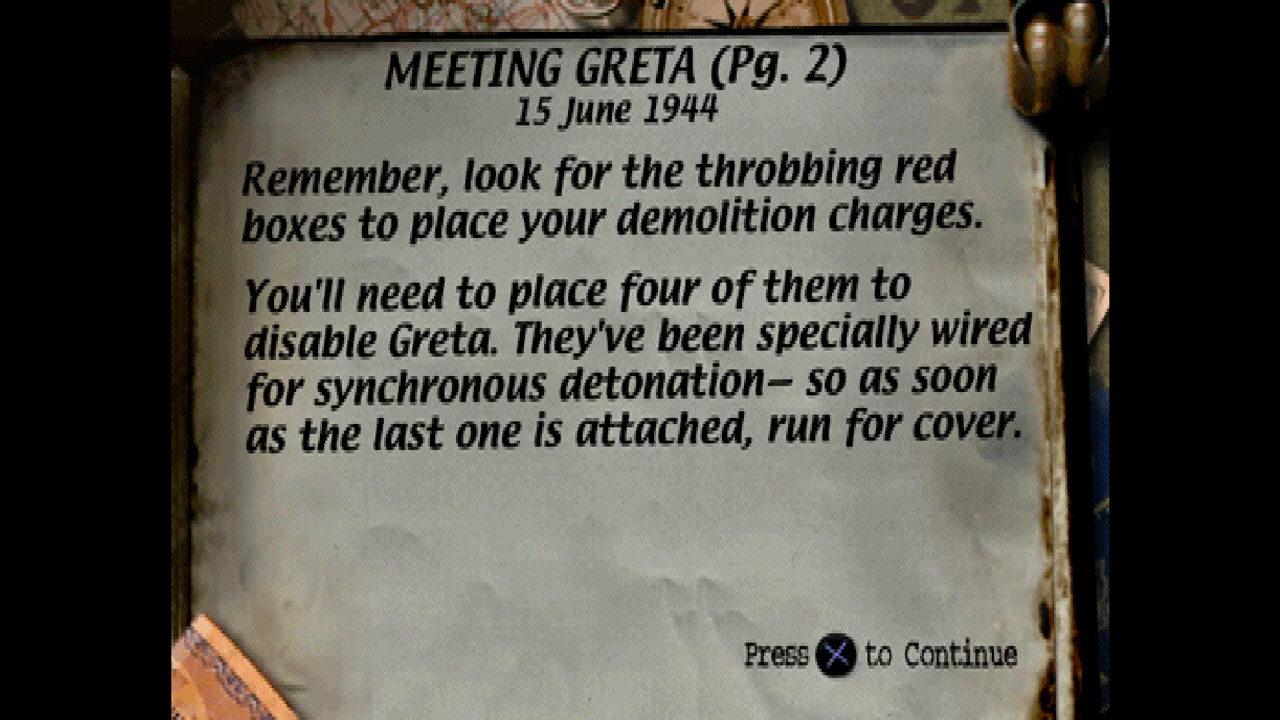 MEETING GRETA (Pg. 2)
15 June 1944
Remember, look for the throbbing red
boxes to place your demolition charges.
You'll need to place four of them to
disable Greta. They've been specially wired
for synchronous detonation– so as soon
as the last one is attached, run for cover.
Press X to Continue